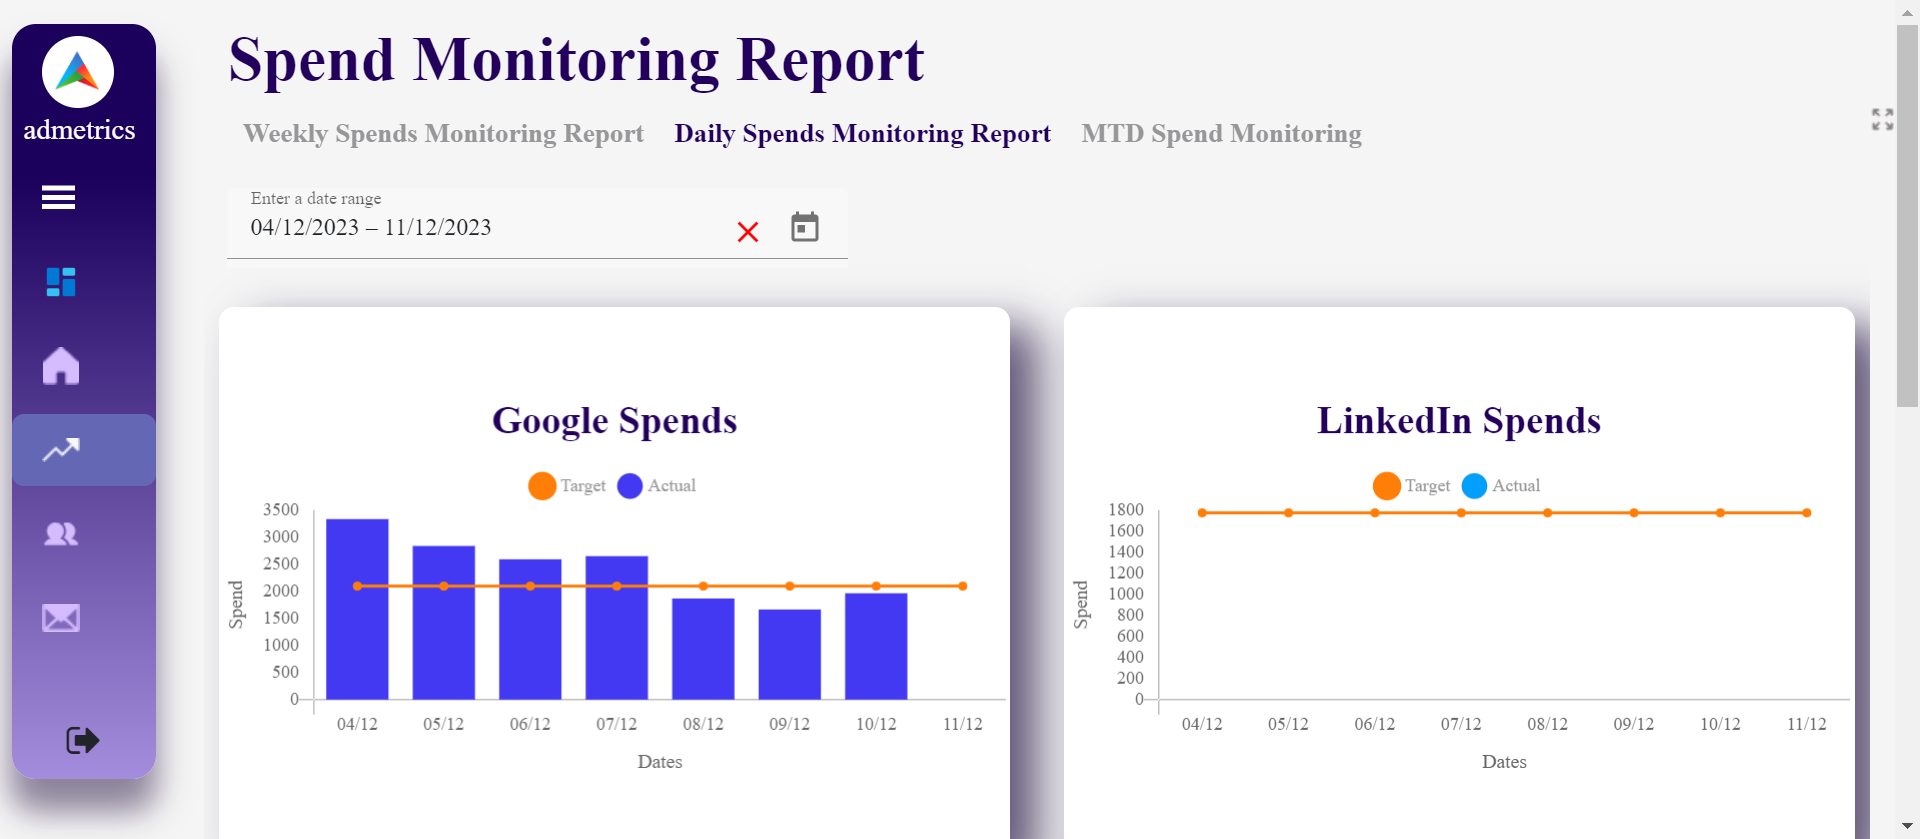 admetrics
Spend Monitoring Report
Weekly Spends Monitoring Report Daily Spends Monitoring Report MTD Spend Monitoring
Enter a date range
04/12/2023 – 11/12/2023
Google Spends
Target Actual
3500
3000
2500
2000
1500
1000
500
0
Spend
04/12 05/12 06/12 07/12 08/12 09/12 10/12 11/12
Dates
LinkedIn Spends
Target Actual
1800
1600
1400
1200
1000
800
600
400
200
0
Spend
04/12 05/12 06/12 07/12 08/12 09/12 10/12 11/12
Dates